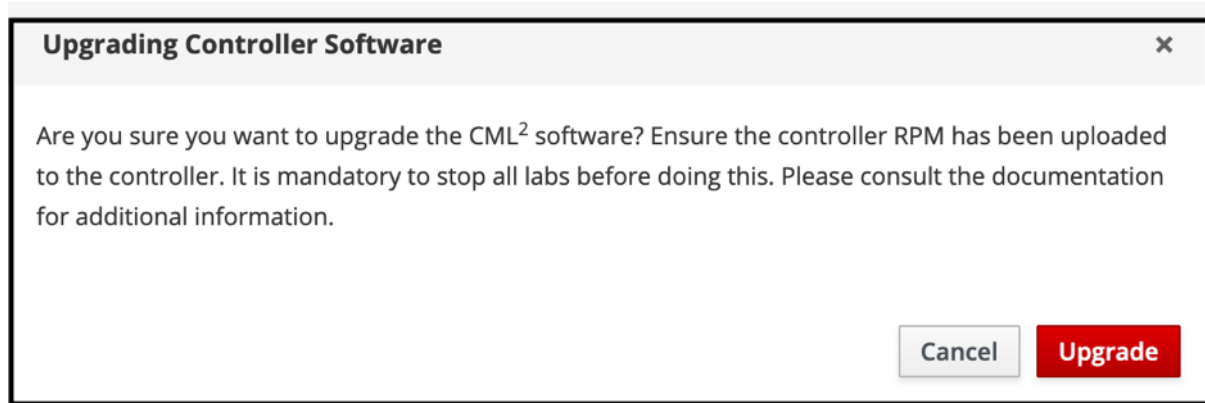 Upgrading Controller Software ×
Are you sure you want to upgrade the CML² software? Ensure the controller RPM has been uploaded
to the controller. It is mandatory to stop all labs before doing this. Please consult the documentation
for additional information.
Cancel Upgrade